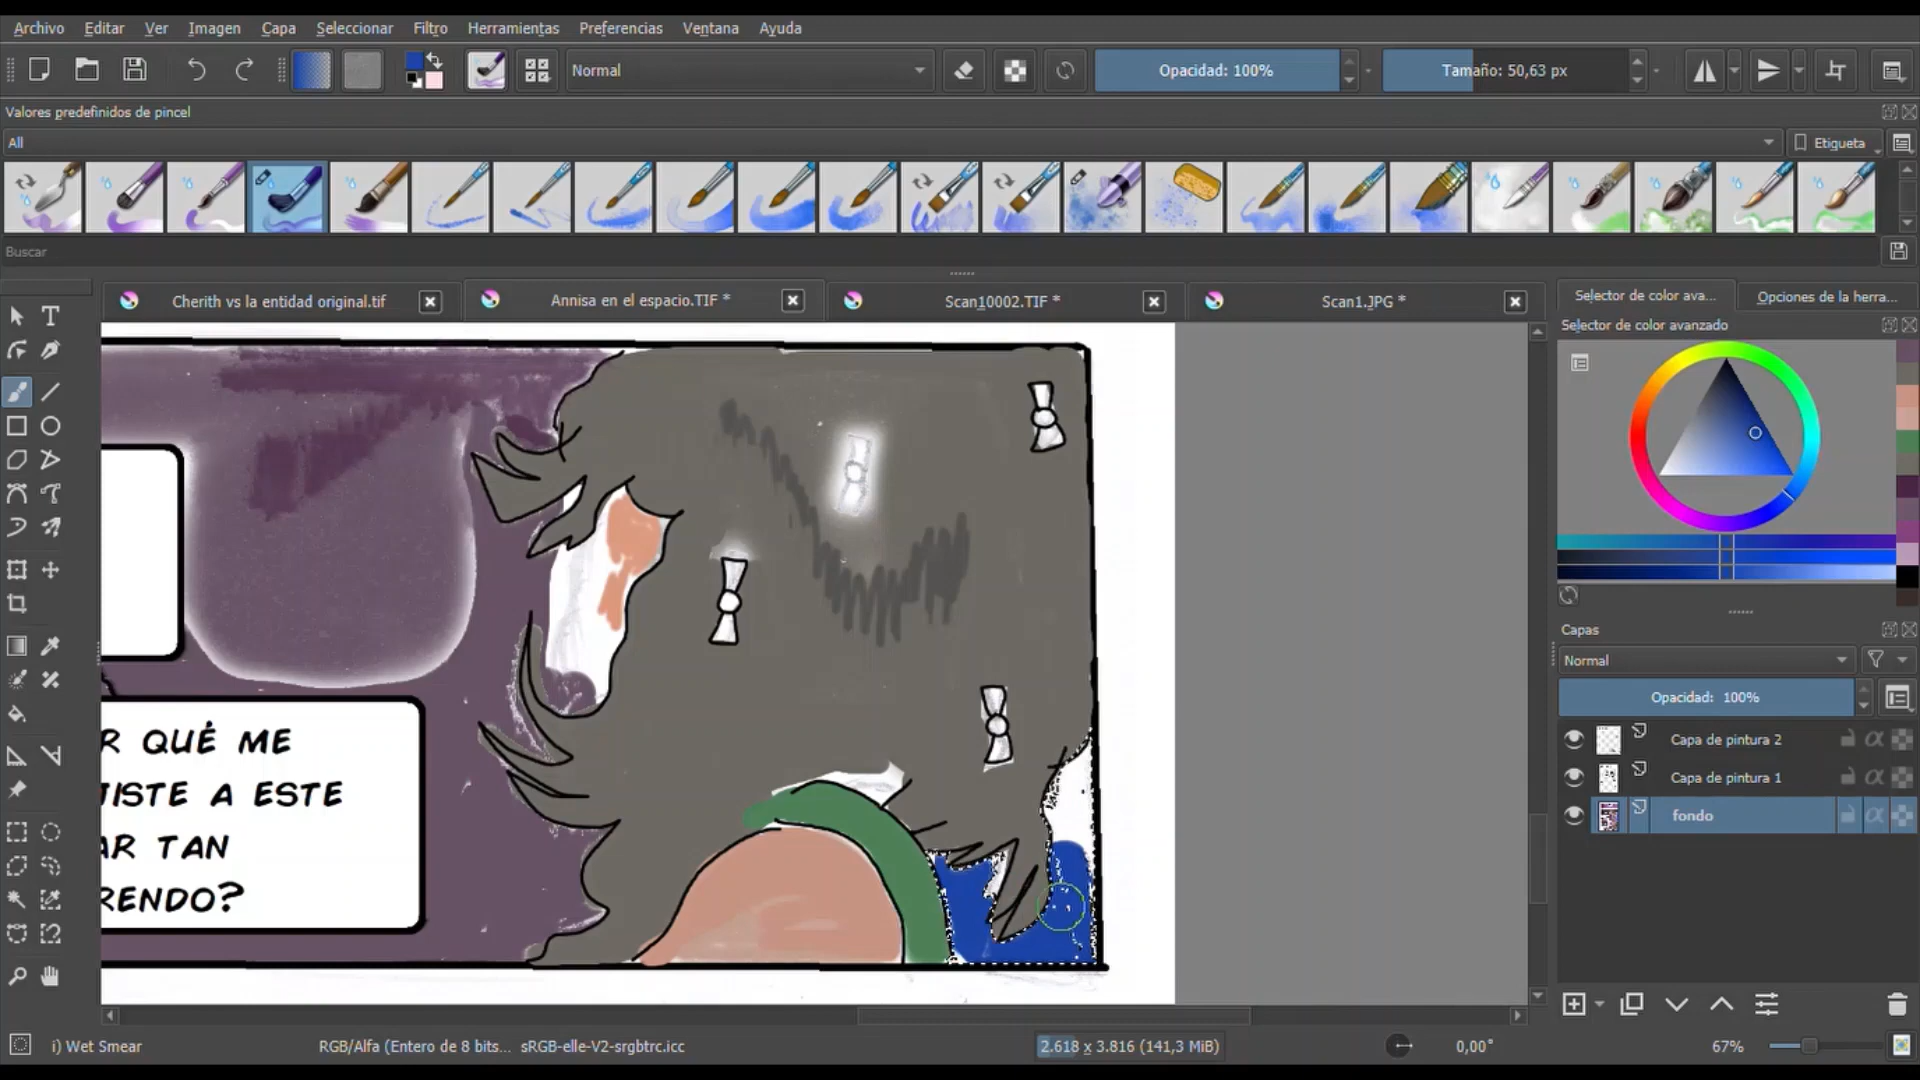 Archivo Editar Ver Imagen Capa Seleccionar Filtro Herramientas Preferencias Ventana Ayuda
Normal Opacidad: 100% Tamaño: 50,63 px
Valores predefinidos de pincel
All Etiqueta
Buscar
Cherith vs la entidad original.tif Annisa en el espacio.TIF * Scan10002.TIF * Scan1.JPG *
Selector de color ava... Opciones de la herra...
Selector de color avanzado
R QUÉ ME
ISTE A ESTE
AR TAN
RENDO?
Capas
Normal
Opacidad: 100%
Capa de pintura 2
Capa de pintura 1
fondo
i) Wet Smear RGB/Alfa (Entero de 8 bits... sRGB-elle-V2-srgbtrc.icc 2.618 x 3.816 (141,3 MiB) 0,00° 67%